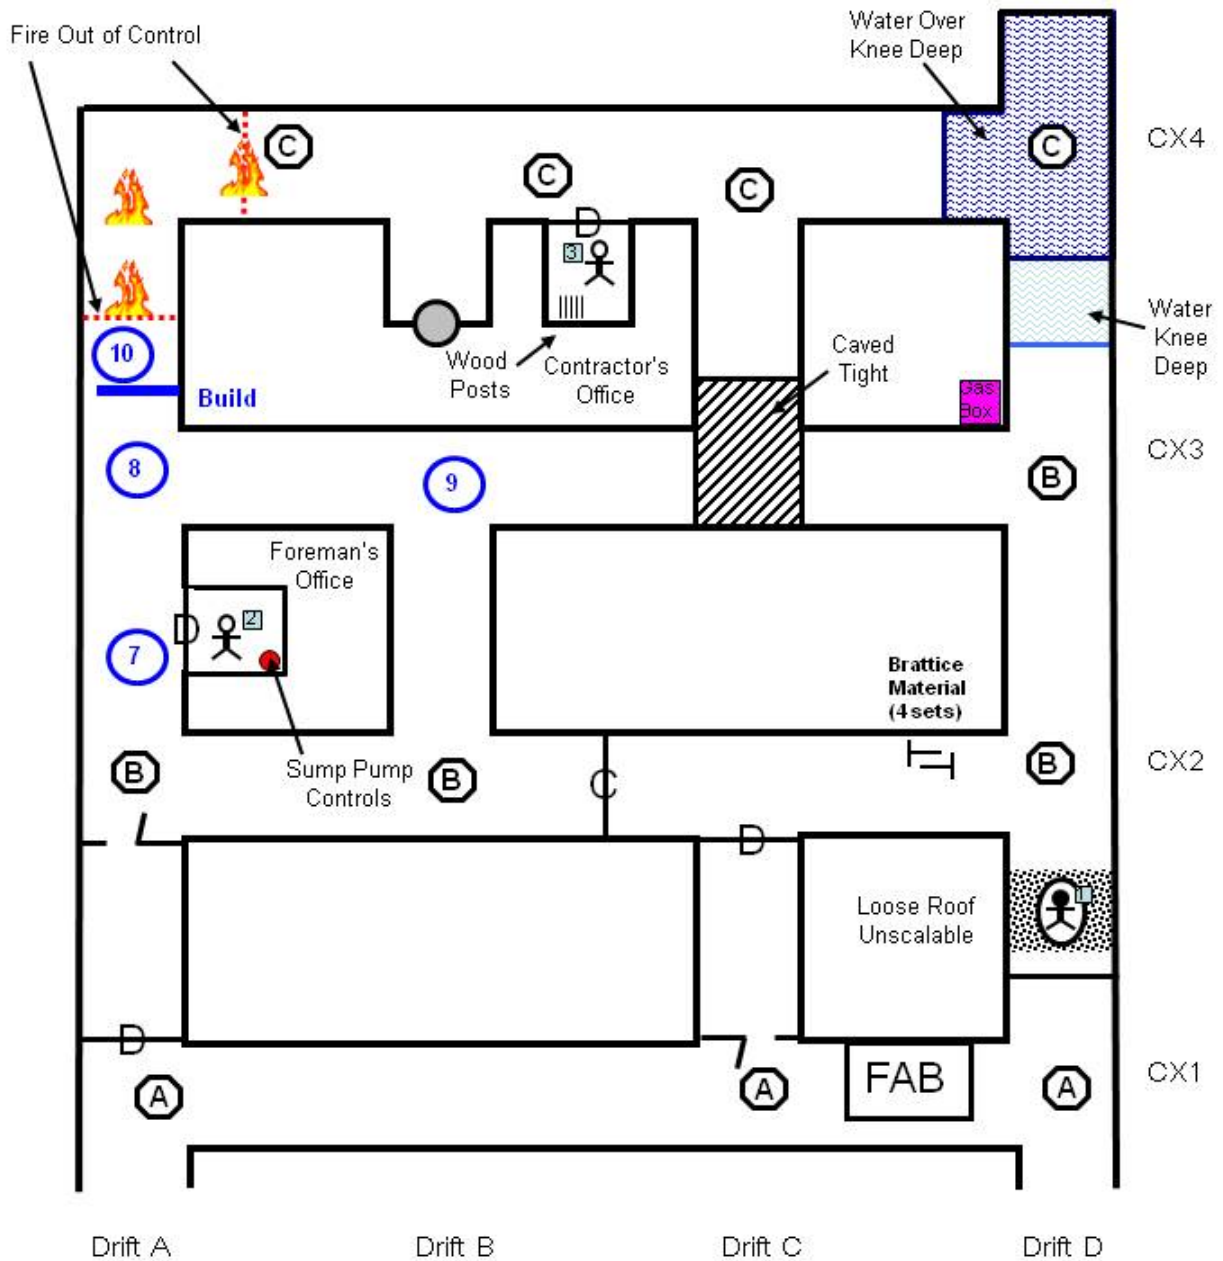 Fire Out of Control
Water Over
Knee Deep
C
C
C
C
CX4
D
3
10
Wood
Posts
Contractor's
Office
Caved
Tight
Water
Knee
Deep
Build
Gas
Box
CX3
8
9
B
Foreman's
Office
D
2
7
Brattice
Material
(4 sets)
B
Sump Pump
Controls
B
C
B
CX2
D
Loose Roof
Unscalable
1
D
A
A
FAB
A
CX1
Drift A
Drift B
Drift C
Drift D